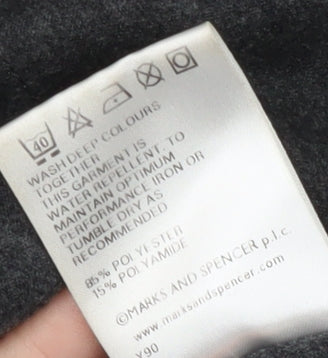 40
WASH DEEP COLOURS
TOGETHER
THIS GARMENT IS
WATER REPELLENT. TO
MAINTAIN OPTIMUM
PERFORMANCE IRON OR
TUMBLE DRY AS
RECOMMENDED
85% POLYESTER
15% POLYAMIDE
©MARKS AND SPENCER p.l.c.
www.marksandspencer.com
Y90